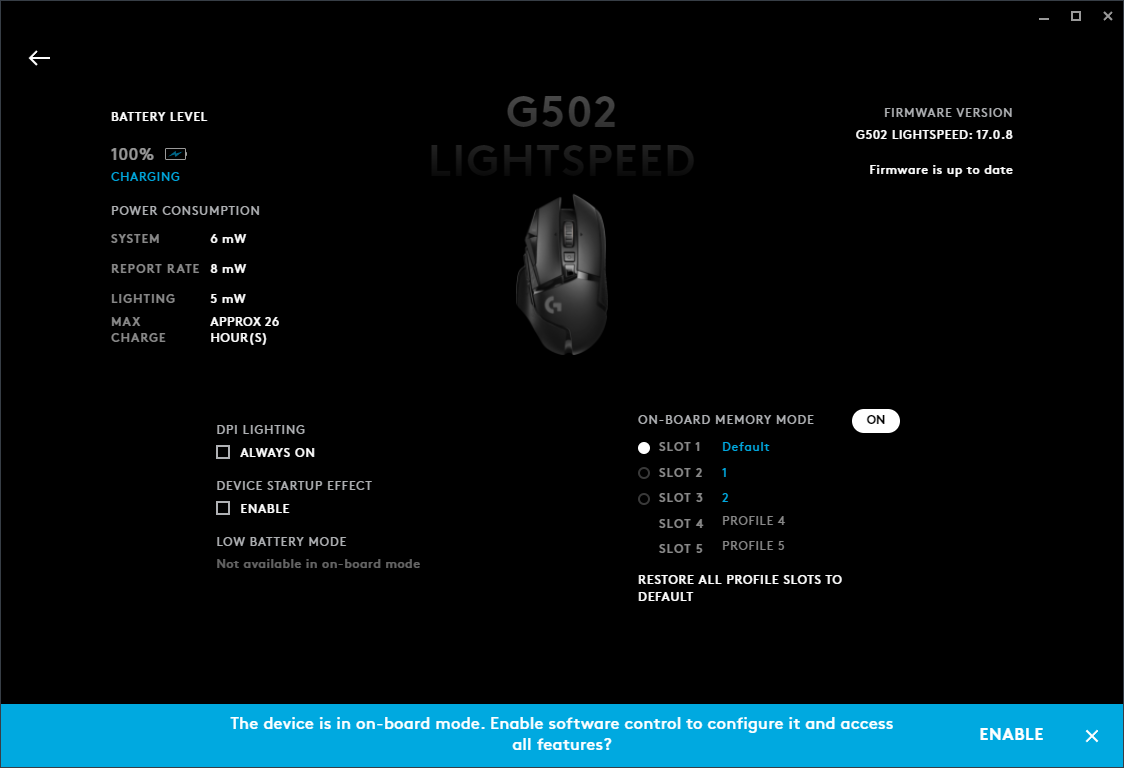 G502
LIGHTSPEED
BATTERY LEVEL
100%
CHARGING
POWER CONSUMPTION
SYSTEM 6 mW
REPORT RATE 8 mW
LIGHTING 5 mW
MAX CHARGE APPROX 26 HOUR(S)
FIRMWARE VERSION
G502 LIGHTSPEED: 17.0.8
Firmware is up to date
DPI LIGHTING
ALWAYS ON
DEVICE STARTUP EFFECT
ENABLE
LOW BATTERY MODE
Not available in on-board mode
ON-BOARD MEMORY MODE ON
SLOT 1 Default
SLOT 2 1
SLOT 3 2
SLOT 4 PROFILE 4
SLOT 5 PROFILE 5
RESTORE ALL PROFILE SLOTS TO
DEFAULT
The device is in on-board mode. Enable software control to configure it and access
all features?
ENABLE